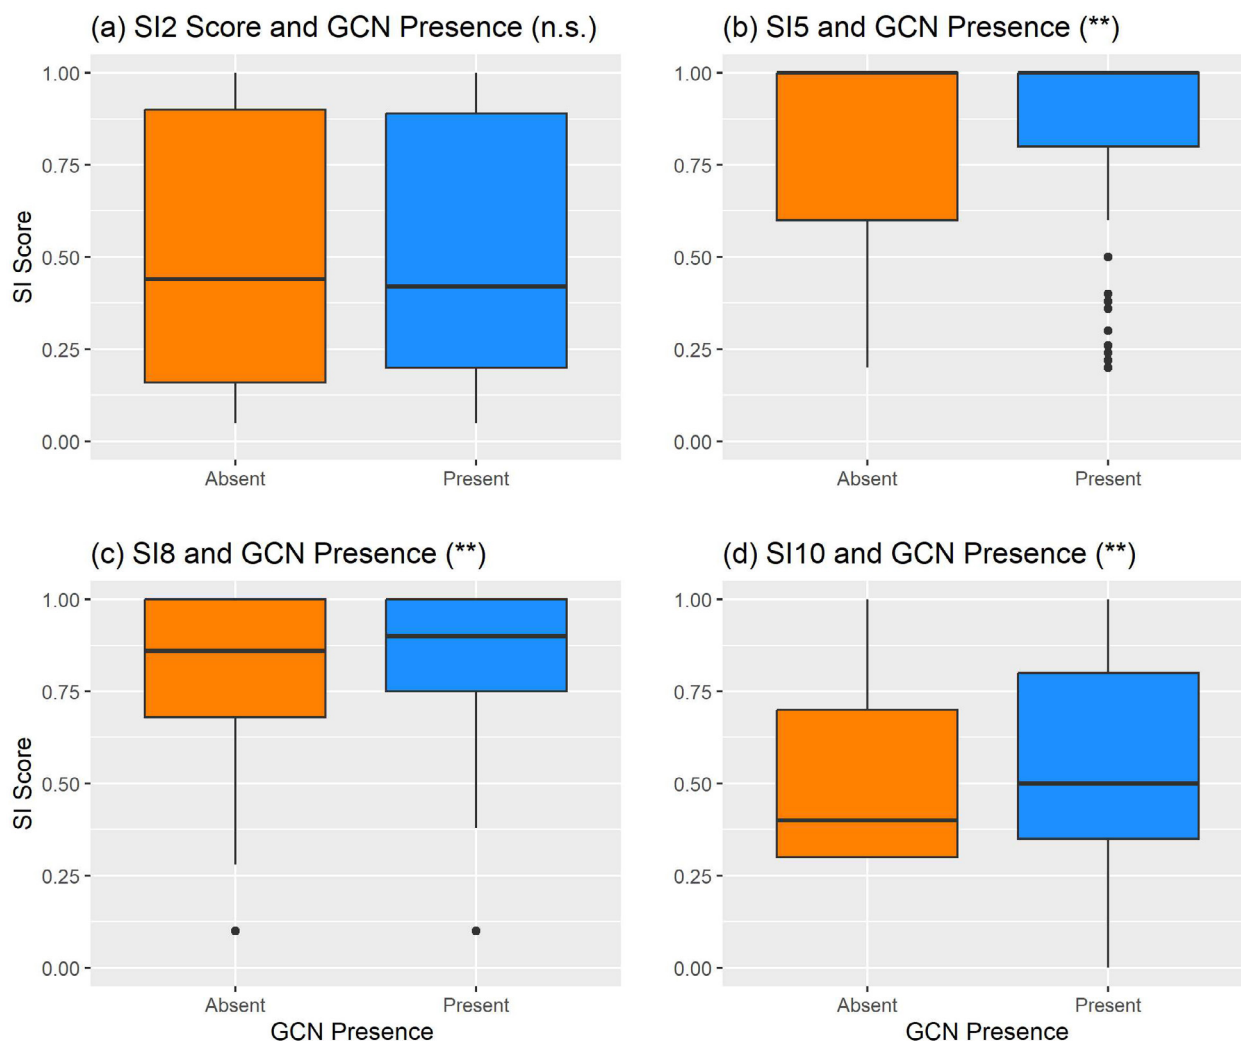 (a) SI2 Score and GCN Presence (n.s.)
SI Score
1.00
0.75
0.50
0.25
0.00
Absent Present
(b) SI5 and GCN Presence (**)
1.00
0.75
0.50
0.25
0.00
Absent Present
(c) SI8 and GCN Presence (**)
SI Score
1.00
0.75
0.50
0.25
0.00
Absent Present
GCN Presence
(d) SI10 and GCN Presence (**)
1.00
0.75
0.50
0.25
0.00
Absent Present
GCN Presence